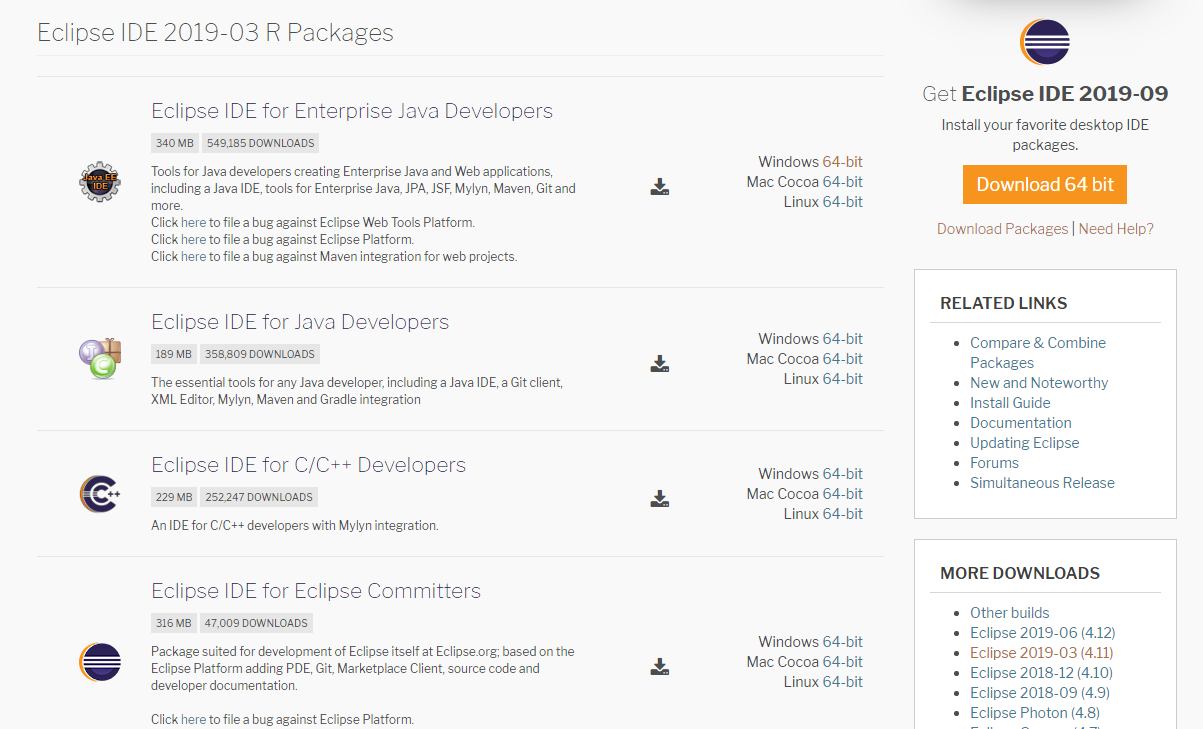 Eclipse IDE 2019-03 R Packages
Eclipse IDE for Enterprise Java Developers
340 MB 549,185 DOWNLOADS
Java EE
IDE
Tools for Java developers creating Enterprise Java and Web applications,
including a Java IDE, tools for Enterprise Java, JPA, JSF, Mylyn, Maven, Git and
more.
Click here to file a bug against Eclipse Web Tools Platform.
Click here to file a bug against Eclipse Platform.
Click here to file a bug against Maven integration for web projects.
Windows 64-bit
Mac Cocoa 64-bit
Linux 64-bit
Eclipse IDE for Java Developers
189 MB 358,809 DOWNLOADS
J
C
The essential tools for any Java developer, including a Java IDE, a Git client,
XML Editor, Mylyn, Maven and Gradle integration
Windows 64-bit
Mac Cocoa 64-bit
Linux 64-bit
Eclipse IDE for C/C++ Developers
229 MB 252,247 DOWNLOADS
C++
An IDE for C/C++ developers with Mylyn integration.
Windows 64-bit
Mac Cocoa 64-bit
Linux 64-bit
Eclipse IDE for Eclipse Committers
316 MB 47,009 DOWNLOADS
Package suited for development of Eclipse itself at Eclipse.org; based on the
Eclipse Platform adding PDE, Git, Marketplace Client, source code and
developer documentation.
Click here to file a bug against Eclipse Platform.
Windows 64-bit
Mac Cocoa 64-bit
Linux 64-bit
Get Eclipse IDE 2019-09
Install your favorite desktop IDE
packages.
Download 64 bit
Download Packages | Need Help?
RELATED LINKS
Compare & Combine
Packages
New and Noteworthy
Install Guide
Documentation
Updating Eclipse
Forums
Simultaneous Release
MORE DOWNLOADS
Other builds
Eclipse 2019-06 (4.12)
Eclipse 2019-03 (4.11)
Eclipse 2018-12 (4.10)
Eclipse 2018-09 (4.9)
Eclipse Photon (4.8)